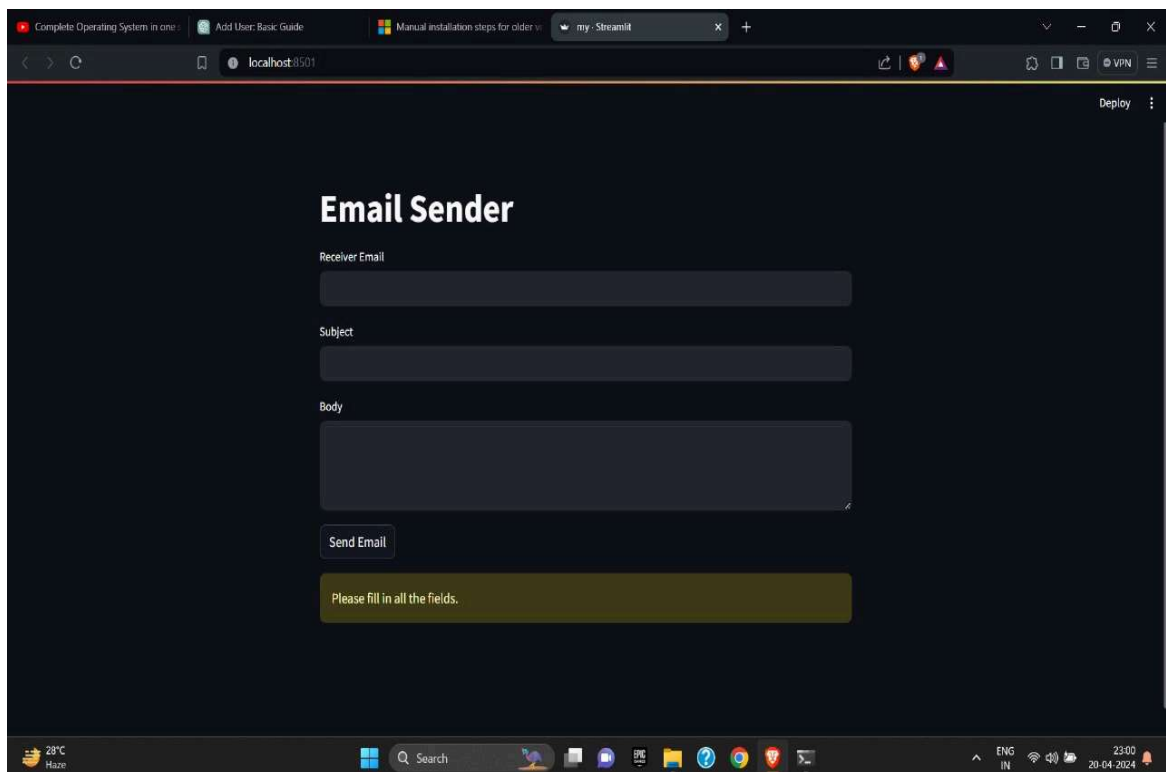 Complete Operating System in one
Add User: Basic Guide
Manual installation steps for older
my · Streamlit
localhost:8501
VPN
Deploy
Email Sender
Receiver Email
Subject
Body
Send Email
Please fill in all the fields.
28°C
Haze
Search
EPIC
ENG
IN
23:00
20-04-2024